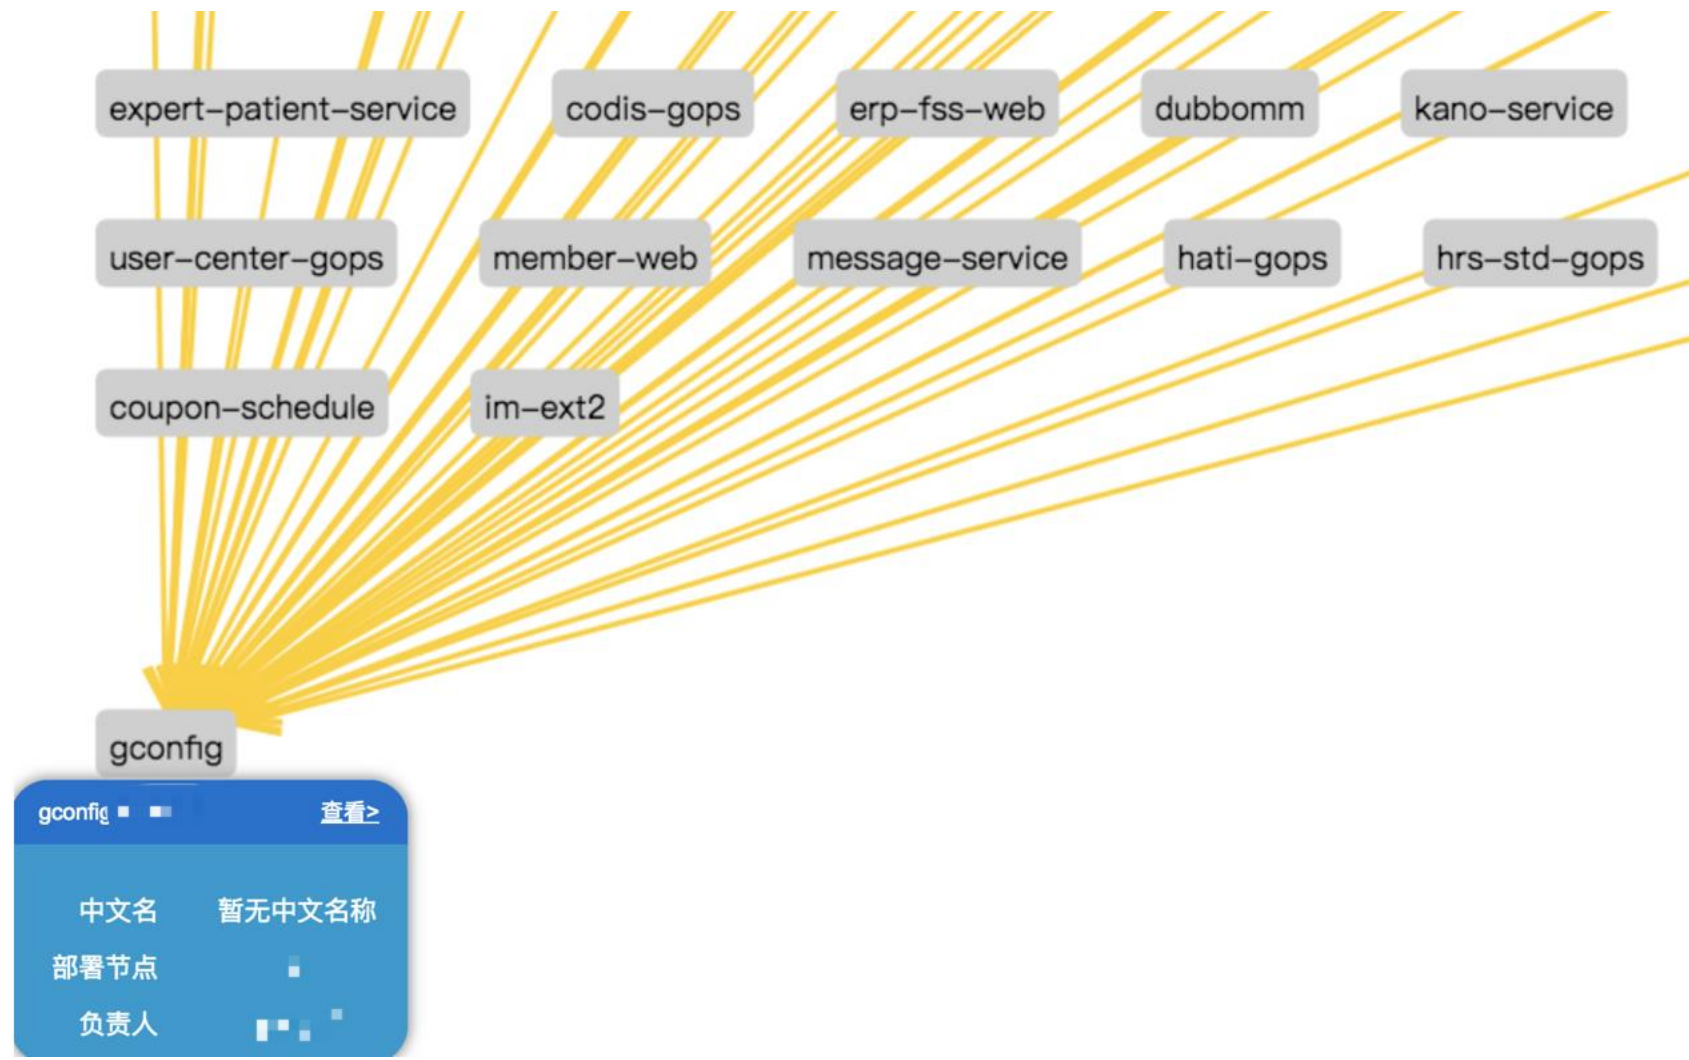 expert-patient-service
codis-gops
erp-fss-web
dubbomm
kano-service
user-center-gops
member-web
message-service
hati-gops
hrs-std-gops
coupon-schedule
im-ext2
gconfig
gconfig
查看>
中文名
暂无中文名称
部署节点
负责人